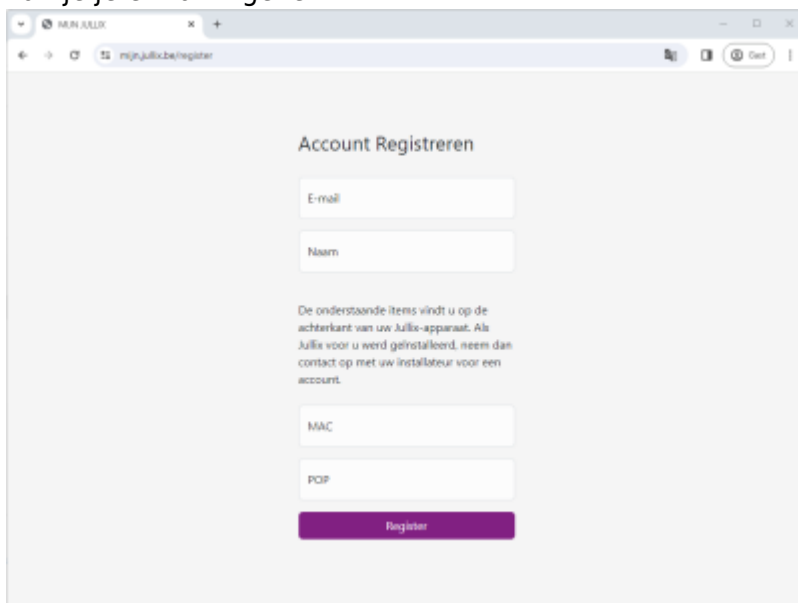 MIJN JULLIX
mijn.jullix.be/register
Gert
Account Registreren
E-mail
Naam
De onderstaande items vindt u op de
achterkant van uw Jullix-apparaat. Als
Jullix voor u werd geïnstalleerd, neem dan
contact op met uw installateur voor een
account.
MAC
POP
Register